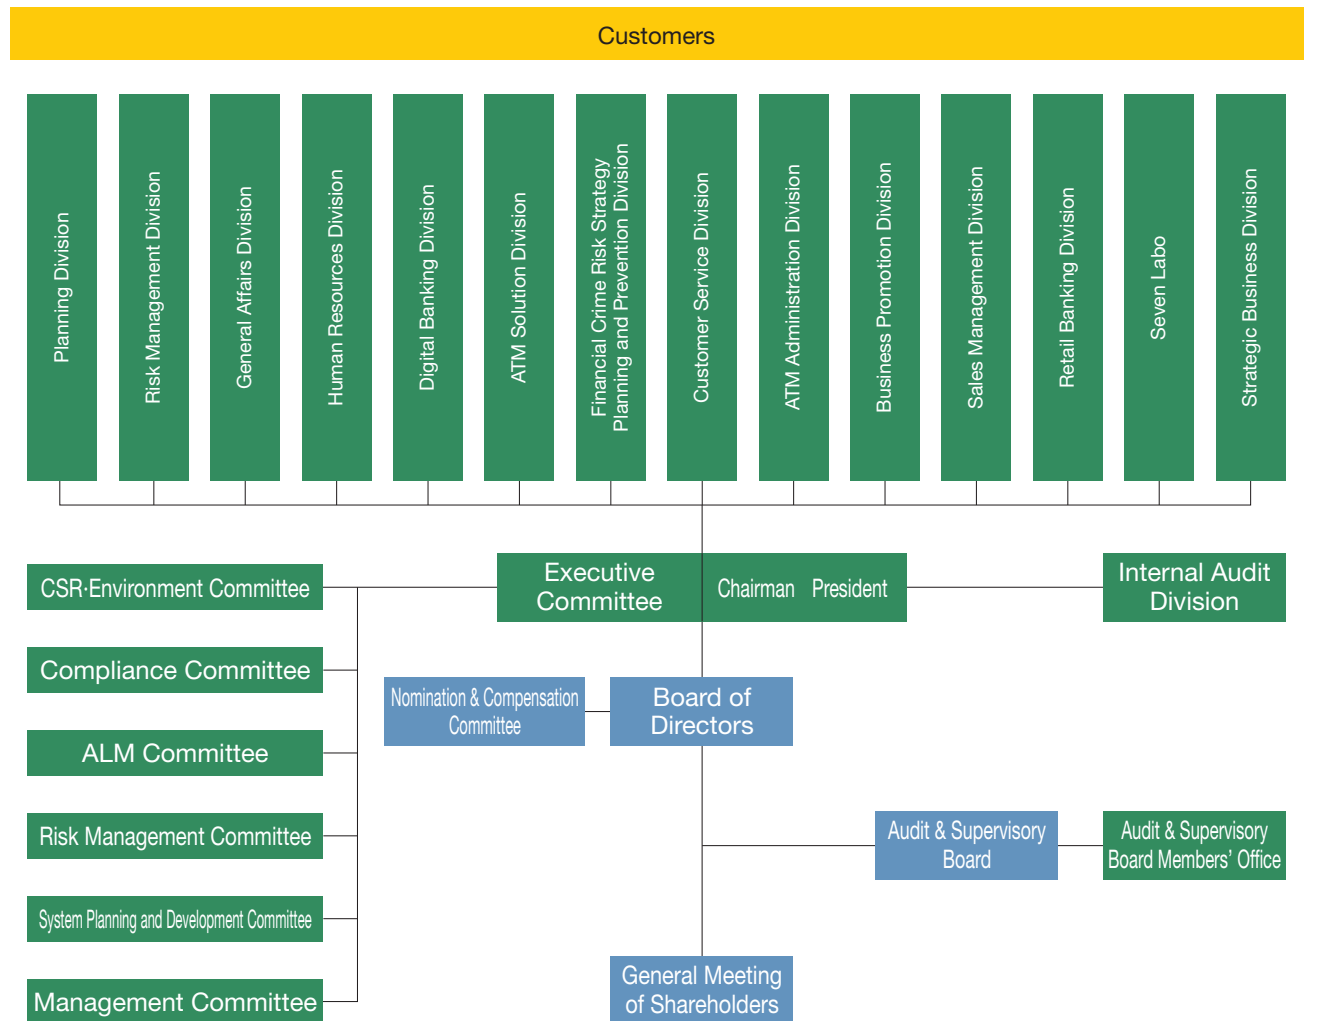 Customers
Planning Division
Risk Management Division
General Affairs Division
Human Resources Division
Digital Banking Division
ATM Solution Division
Financial Crime Risk Strategy
Planning and Prevention Division
Customer Service Division
ATM Administration Division
Business Promotion Division
Sales Management Division
Retail Banking Division
Seven Labo
Strategic Business Division
CSR·Environment Committee
Executive
Committee
Chairman President
Internal Audit
Division
Compliance Committee
Nomination & Compensation
Committee
Board of
Directors
ALM Committee
Risk Management Committee
Audit & Supervisory
Board
Audit & Supervisory
Board Members’ Office
System Planning and Development Committee
General Meeting
of Shareholders
Management Committee